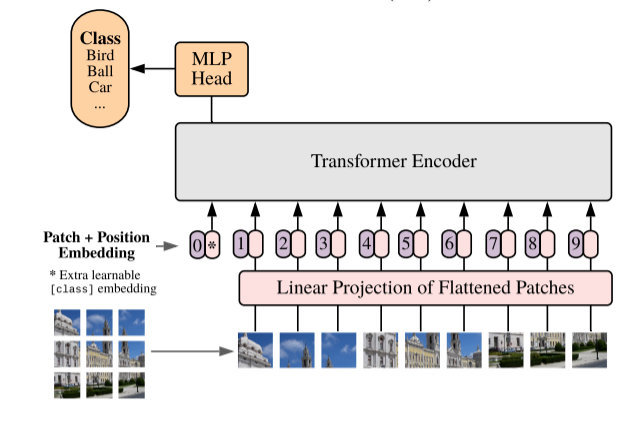 Class
Bird
Ball
Car
...
MLP
Head
Transformer Encoder
Patch + Position
Embedding
0 * 1 2 3 4 5 6 7 8 9
* Extra learnable
[class] embedding
Linear Projection of Flattened Patches